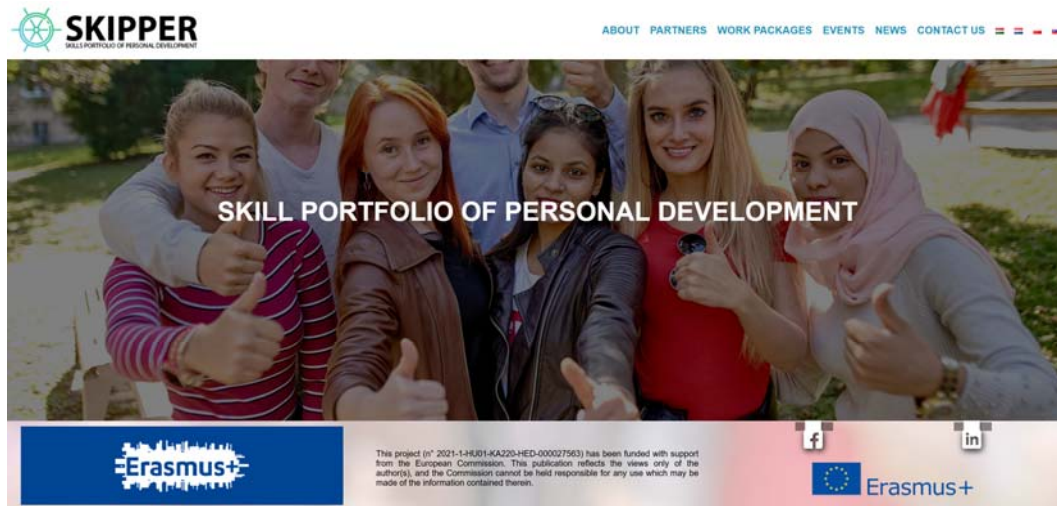 SKIPPER
SKILLS PORTFOLIO OF PERSONAL DEVELOPMENT
ABOUT PARTNERS WORK PACKAGES EVENTS NEWS CONTACT US
SKILL PORTFOLIO OF PERSONAL DEVELOPMENT
Erasmus+
This project (n° 2021-1-HU01-KA220-HED-000027563) has been funded with support
from the European Commission. This publication reflects the views only of the
author(s), and the Commission cannot be held responsible for any use which may be
made of the information contained therein.
f
in
Erasmus+